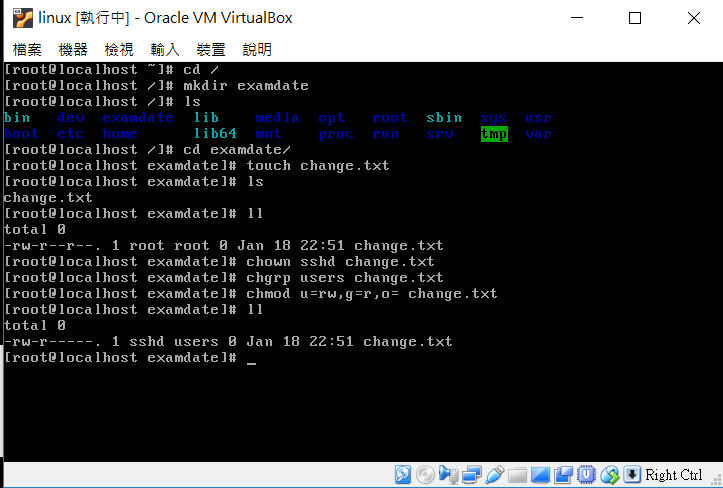 linux [執行中] - Oracle VM VirtualBox
檔案 機器 檢視 輸入 裝置 說明
[root@localhost ~]# cd /
[root@localhost /]# mkdir examdate
[root@localhost /]# ls
bin dev examdate lib media opt root sbin sys usr
boot etc home lib64 mnt proc run srv tmp var
[root@localhost /]# cd examdate/
[root@localhost examdate]# touch change.txt
[root@localhost examdate]# ls
change.txt
[root@localhost examdate]# ll
total 0
-rw-r--r--. 1 root root 0 Jan 18 22:51 change.txt
[root@localhost examdate]# chown sshd change.txt
[root@localhost examdate]# chgrp users change.txt
[root@localhost examdate]# chmod u=rw,g=r,o= change.txt
[root@localhost examdate]# ll
total 0
-rw-r-----. 1 sshd users 0 Jan 18 22:51 change.txt
[root@localhost examdate]# _
Right Ctrl